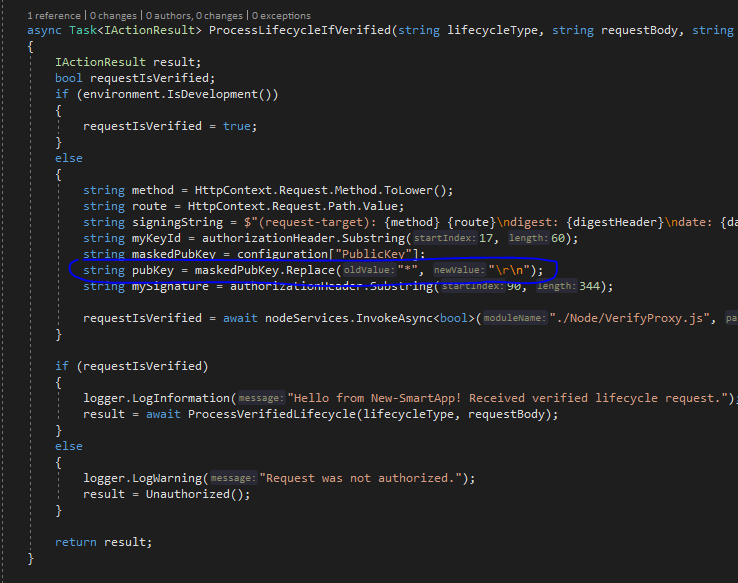 1 reference | 0 changes | 0 authors, 0 changes | 0 exceptions
async Task<IActionResult> ProcessLifecycleIfVerified(string lifecycleType, string requestBody, string
{
IActionResult result;
bool requestIsVerified;
if (environment.IsDevelopment())
{
requestIsVerified = true;
}
else
{
string method = HttpContext.Request.Method.ToLower();
string route = HttpContext.Request.Path.Value;
string signingString = $"(request-target): {method} {route}\ndigest: {digestHeader}\ndate: {da
string myKeyId = authorizationHeader.Substring(startIndex: 17, length: 60);
string maskedPubKey = configuration["PublicKey"];
string pubKey = maskedPubKey.Replace(oldValue: "*", newValue: "\r\n");
string mySignature = authorizationHeader.Substring(startIndex: 90, length: 344);
requestIsVerified = await nodeServices.InvokeAsync<bool>(moduleName: "./Node/VerifyProxy.js", pa
}
if (requestIsVerified)
{
logger.LogInformation(message: "Hello from New-SmartApp! Received verified lifecycle request.");
result = await ProcessVerifiedLifecycle(lifecycleType, requestBody);
}
else
{
logger.LogWarning(message: "Request was not authorized.");
result = Unauthorized();
}
return result;
}